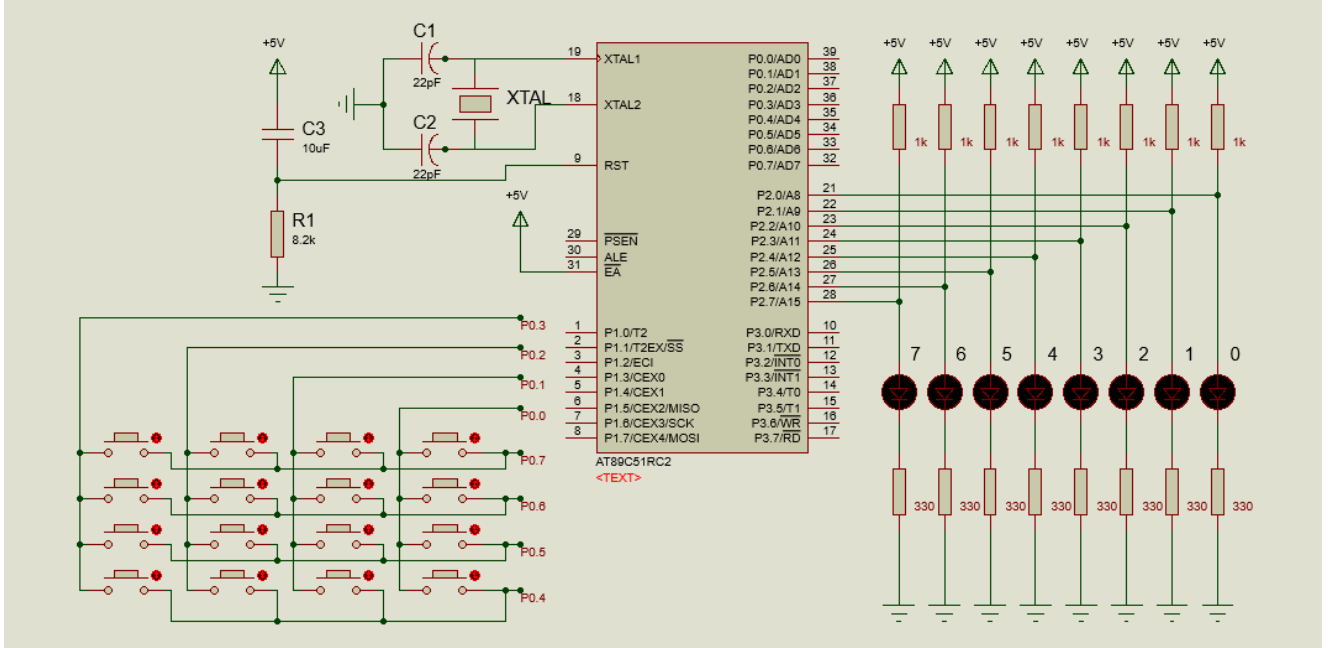 C1
22pF
+5V
C3
10uF
XTAL
C2
22pF
R1
8.2k
+5V
19 XTAL1
18 XTAL2
9 RST
29 PSEN
30 ALE
31 EA
1 P1.0/T2
2 P1.1/T2EX/SS
3 P1.2/ECI
4 P1.3/CEX0
5 P1.4/CEX1
6 P1.5/CEX2/MISO
7 P1.6/CEX3/SCK
8 P1.7/CEX4/MOSI
P0.0/AD0 39
P0.1/AD1 38
P0.2/AD2 37
P0.3/AD3 36
P0.4/AD4 35
P0.5/AD5 34
P0.6/AD6 33
P0.7/AD7 32
P2.0/A8 21
P2.1/A9 22
P2.2/A10 23
P2.3/A11 24
P2.4/A12 25
P2.5/A13 26
P2.6/A14 27
P2.7/A15 28
P3.0/RXD 10
P3.1/TXD 11
P3.2/INT0 12
P3.3/INT1 13
P3.4/T0 14
P3.5/T1 15
P3.6/WR 16
P3.7/RD 17
AT89C51RC2
<TEXT>
P0.3
P0.2
P0.1
P0.0
P0.7
P0.6
P0.5
P0.4
+5V +5V +5V +5V +5V +5V +5V +5V
1k 1k 1k 1k 1k 1k 1k 1k
7 6 5 4 3 2 1 0
330 330 330 330 330 330 330 330